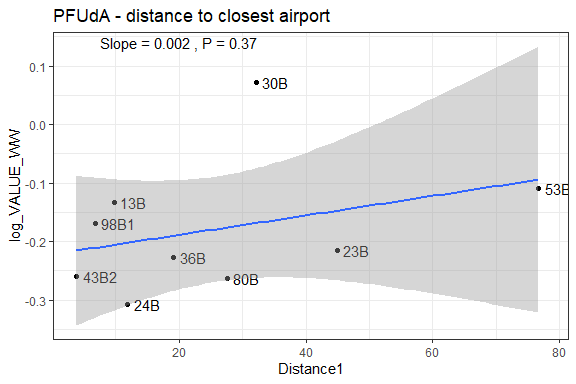 PFUdA - distance to closest airport
Slope = 0.002 , P = 0.37
log_VALUE_WW
0.1
0.0
-0.1
-0.2
-0.3
30B
13B
98B1
53B
36B
23B
43B2
80B
24B
20
40
60
80
Distance1